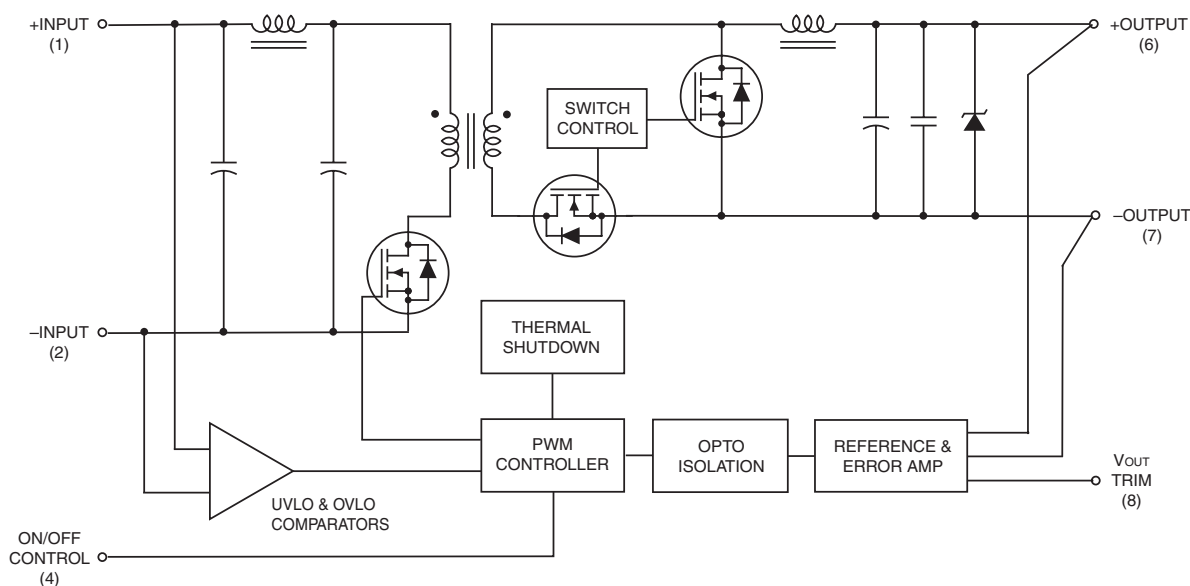 +INPUT
(1)
+OUTPUT
(6)
SWITCH
CONTROL
–OUTPUT
(7)
–INPUT
(2)
THERMAL
SHUTDOWN
PWM
CONTROLLER
OPTO
ISOLATION
REFERENCE &
ERROR AMP
VOUT
TRIM
(8)
UVLO & OVLO
COMPARATORS
ON/OFF
CONTROL
(4)